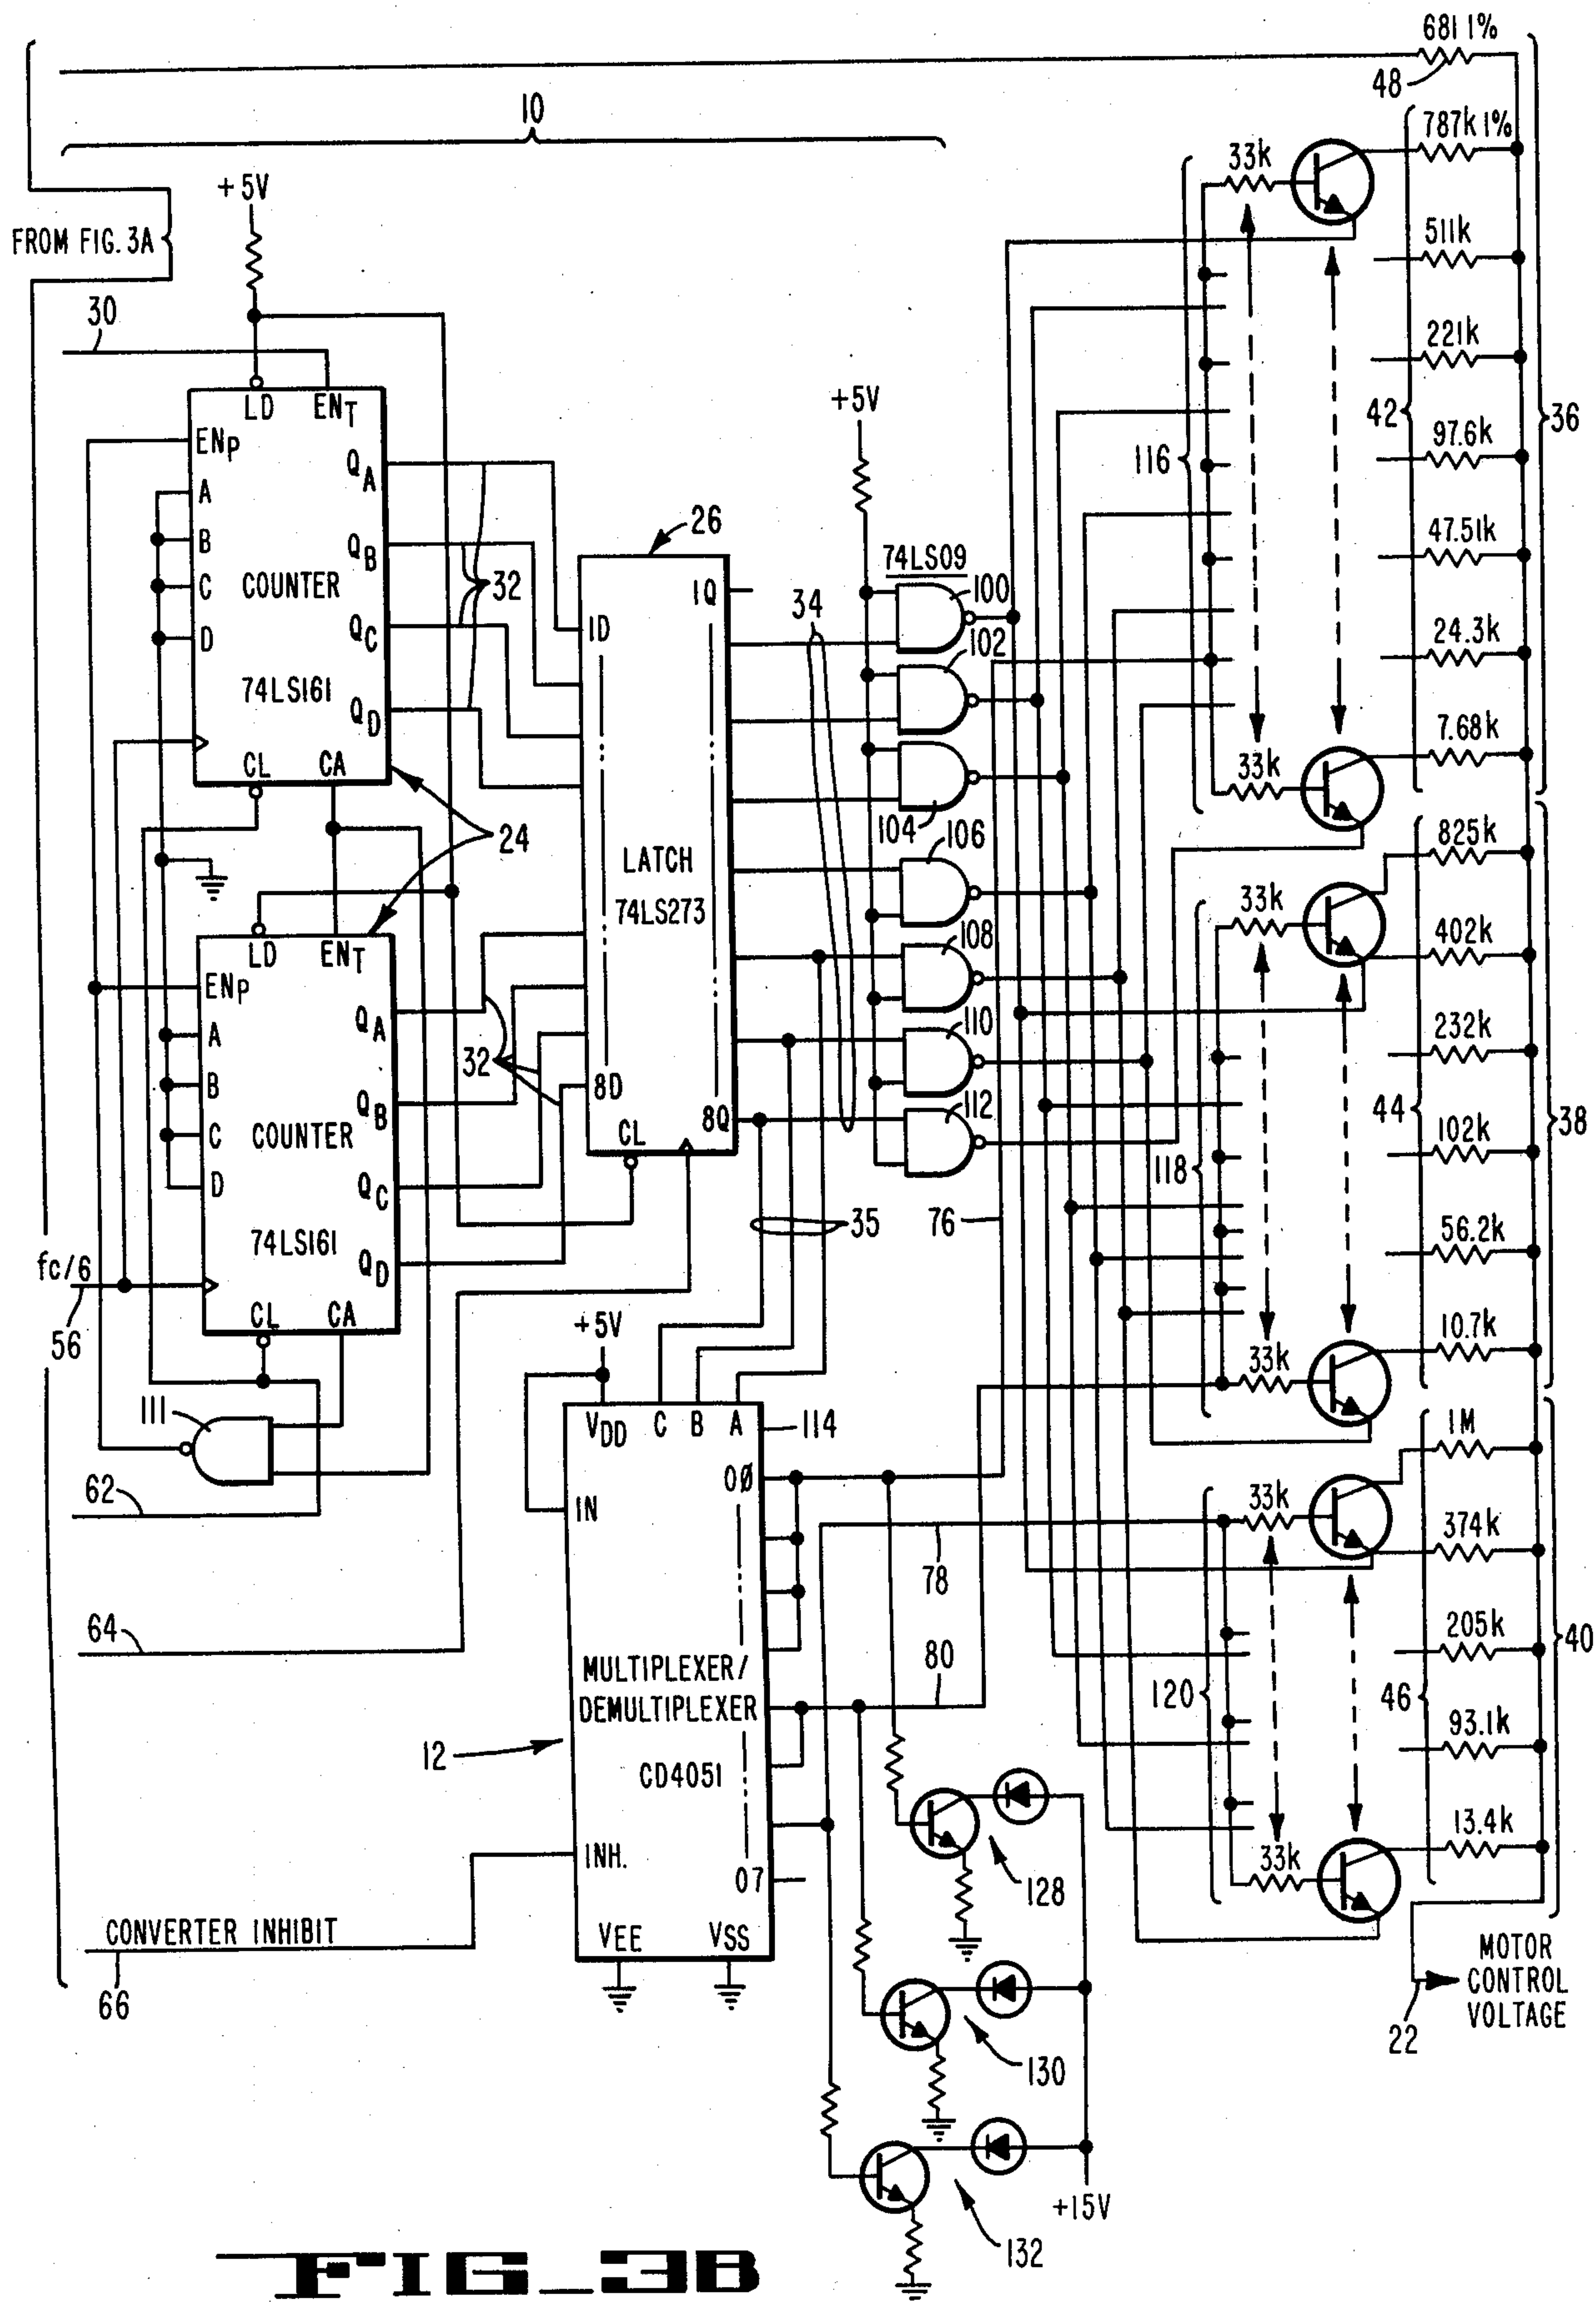 681 1%
48
10
787k 1%
33k
+5V
FROM FIG. 3A
511k
30
221k
LD
ENT
+5V
42
36
ENP
QA
97.6k
116
A
26
B
QB
74LS09
47.51k
C
COUNTER
32
1Q
34
100
1D
D
QC
102
24.3k
74LS161
QD
CL
CA
33k
7.68k
24
104
106
LATCH
825k
74LS273
33k
LD
ENT
108
402k
ENP
QA
110
232k
A
32
8D
B
QB
112
44
38
COUNTER
CL
8Q
102k
C
118
D
QC
35
76
56.2k
74LS161
fc/6
QD
56
CL
CA
+5V
10.7k
33k
111
VDD
C
B
A
114
1M
62
OØ
IN
33k
374k
78
64
80
205k
40
MULTIPLEXER/
DEMULTIPLEXER
120
46
93.1k
12
CD4051
13.4k
INH.
33k
O7
128
CONVERTER INHIBIT
VEE
VSS
66
MOTOR
CONTROL
VOLTAGE
22
130
+15V
132
FIG_3B